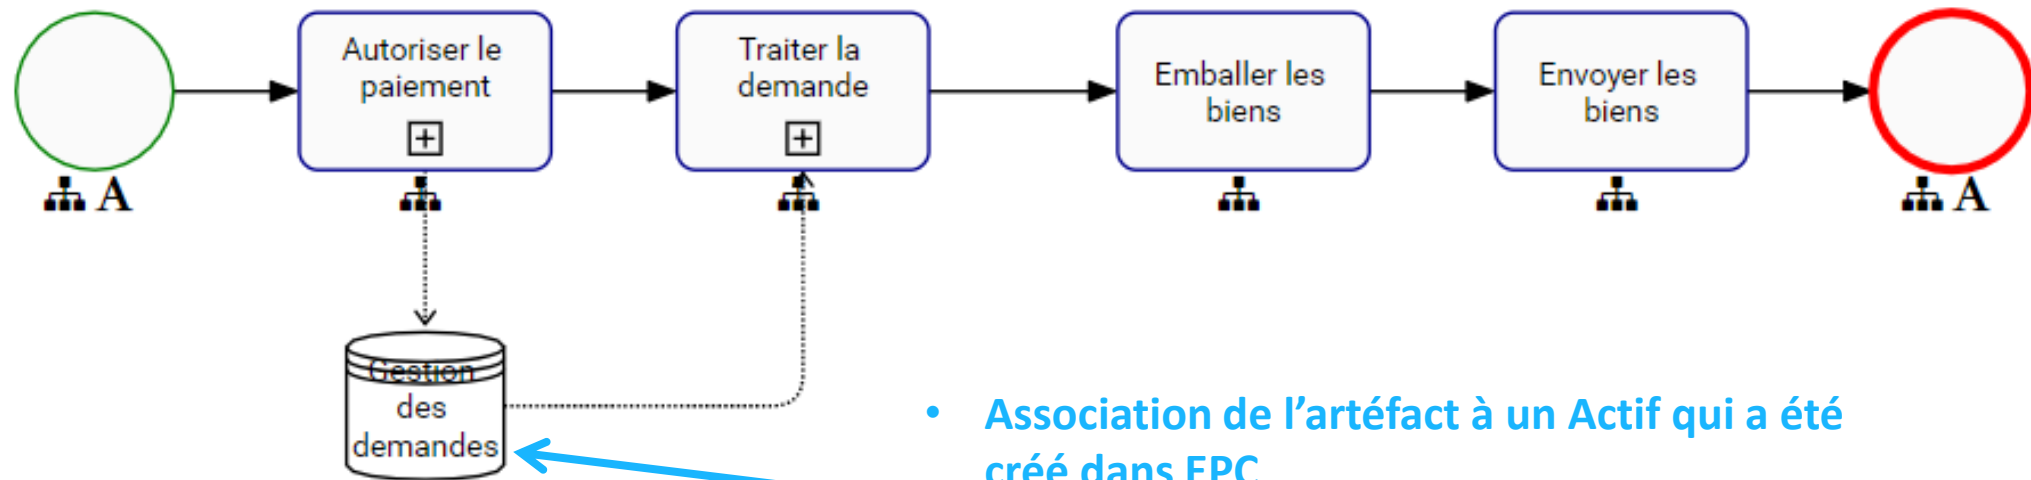 Autoriser le
paiement
Traiter la
demande
Emballer les
biens
Envoyer les
biens
A
A
Gestion
des
demandes
• Association de l’artéfact à un Actif qui a été
créé dans EPC